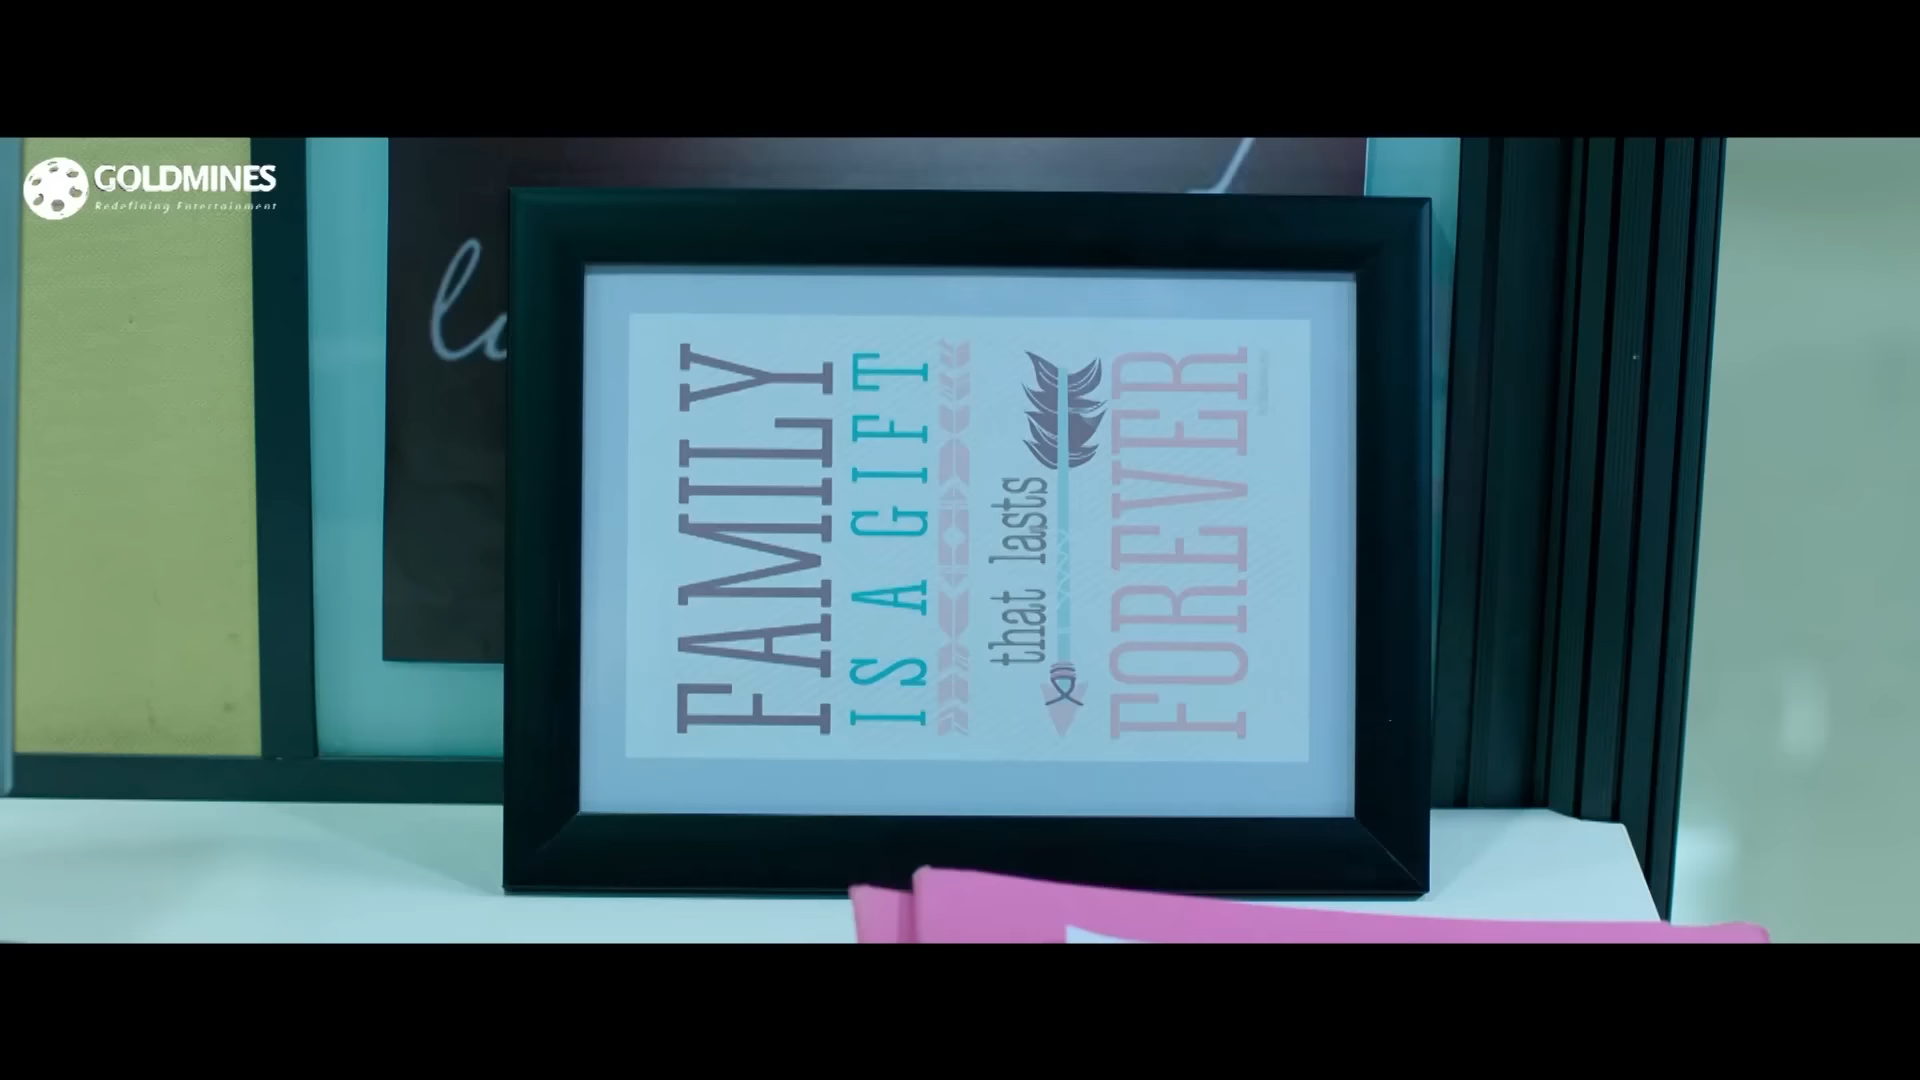 GOLDMINES
Redefining Entertainment
FAMILY
IS A GIFT
that lasts
FOREVER